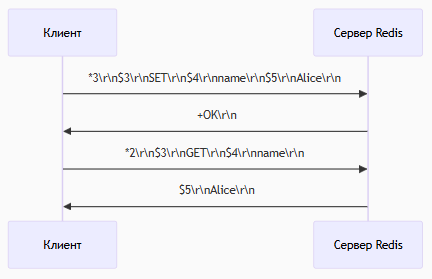 Клиент Сервер Redis
*3\r\n$3\r\nSET\r\n$4\r\nname\r\n$5\r\nAlice\r\n
+OK\r\n
*2\r\n$3\r\nGET\r\n$4\r\nname\r\n
$5\r\nAlice\r\n
Клиент Сервер Redis